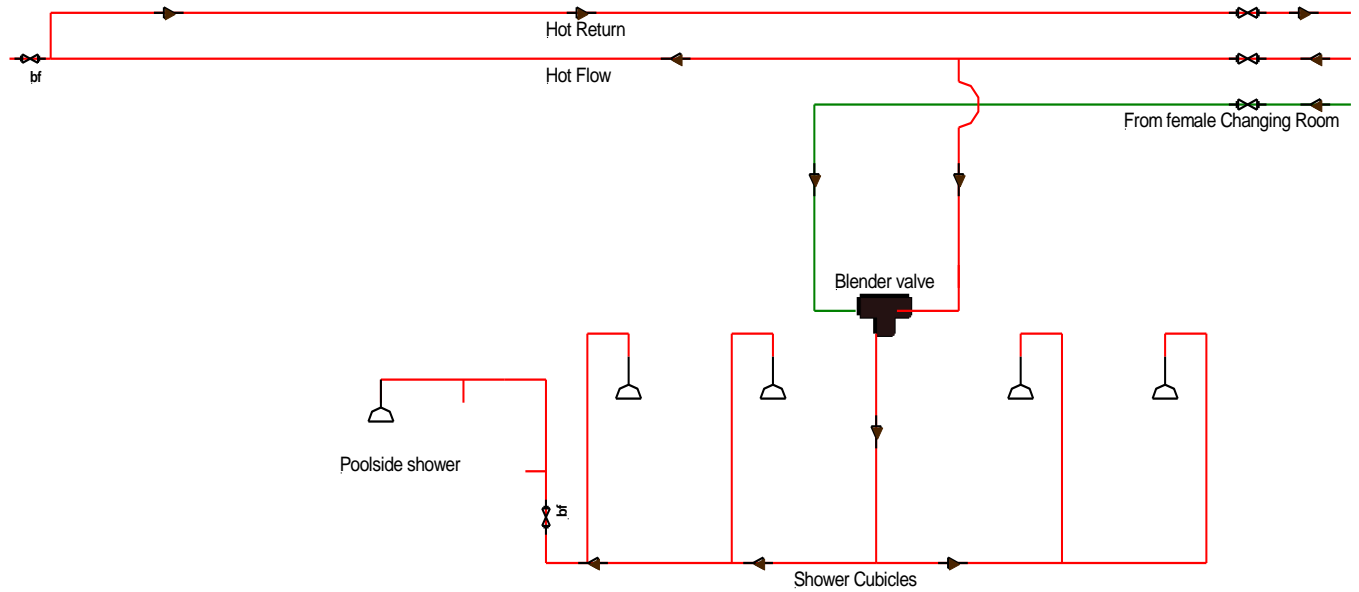 Hot Return
bf
Hot Flow
From female Changing Room
Blender valve
Poolside shower
bf
Shower Cubicles